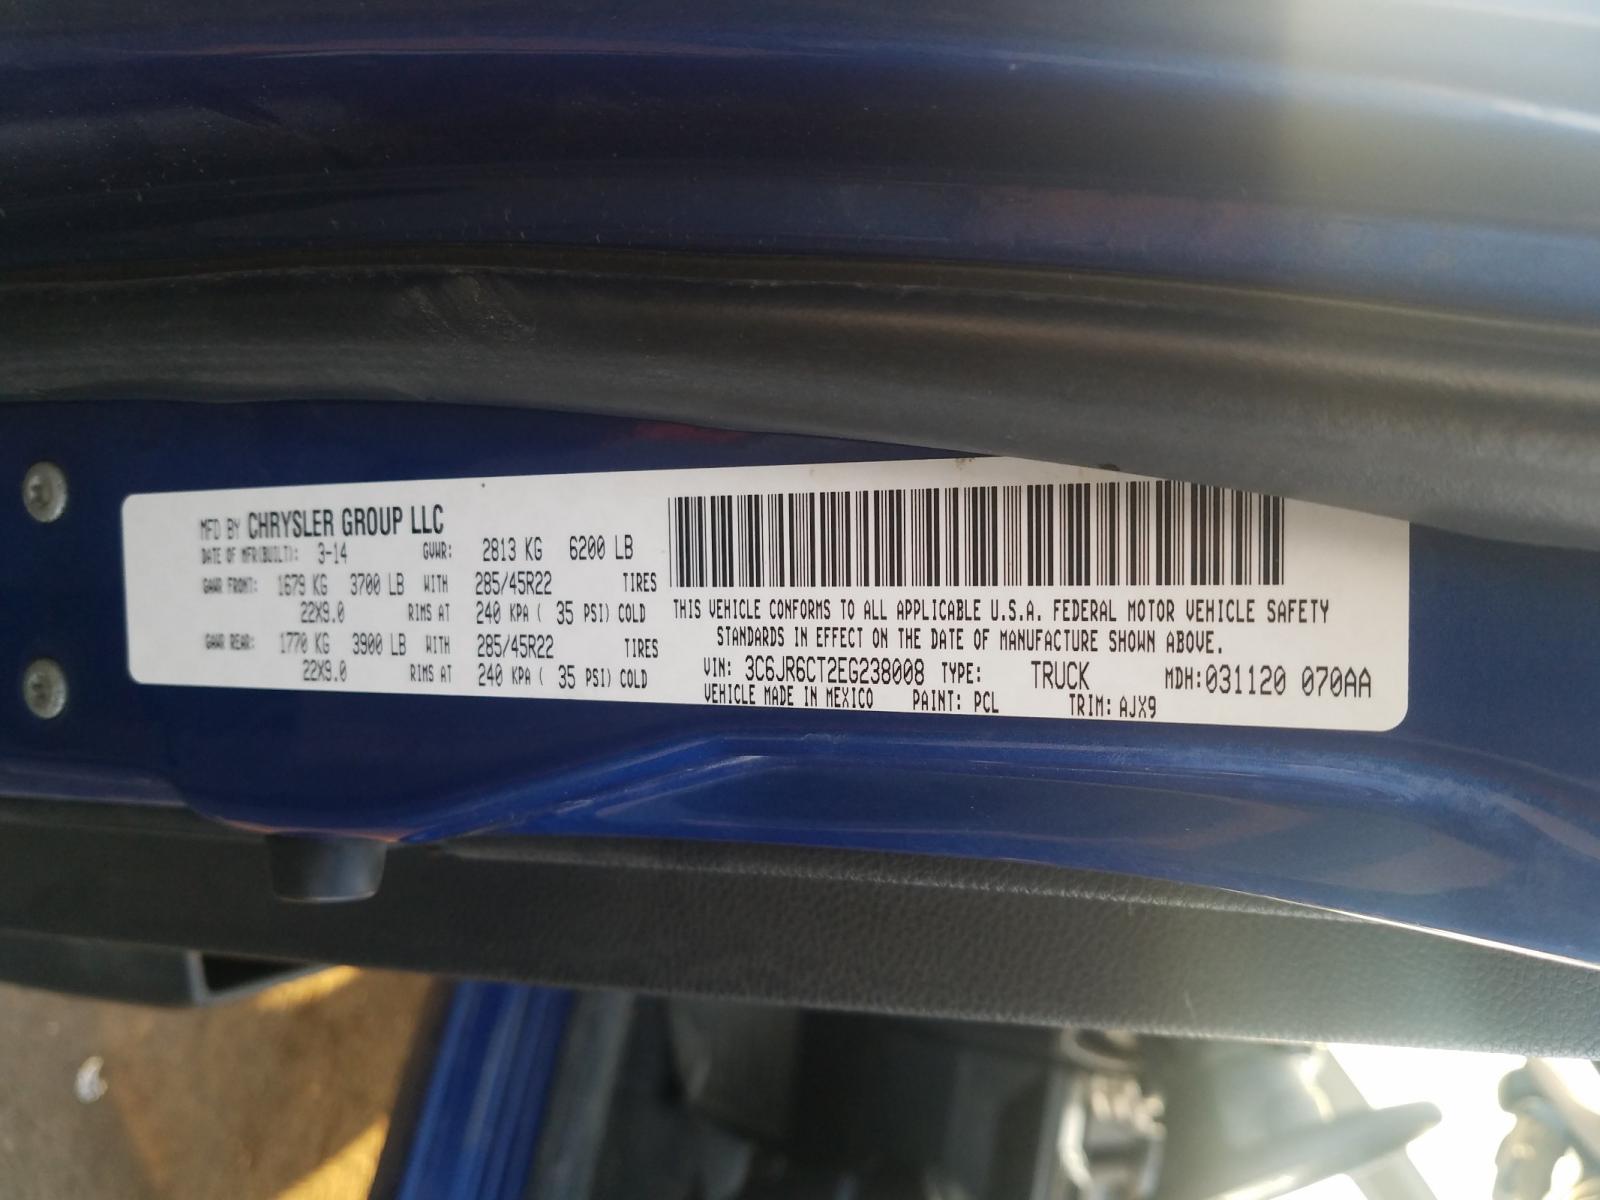 MFD BY CHRYSLER GROUP LLC
DATE OF MFR(BUILT): 3-14 GVWR: 2813 KG 6200 LB
GAWR FRONT: 1679 KG 3700 LB WITH 285/45R22 TIRES
22X9.0 RIMS AT 240 KPA ( 35 PSI) COLD
GAWR REAR: 1770 KG 3900 LB WITH 285/45R22 TIRES
22X9.0 RIMS AT 240 KPA ( 35 PSI) COLD
THIS VEHICLE CONFORMS TO ALL APPLICABLE U.S.A. FEDERAL MOTOR VEHICLE SAFETY
STANDARDS IN EFFECT ON THE DATE OF MANUFACTURE SHOWN ABOVE.
VIN: 3C6JR6CT2EG238008 TYPE: TRUCK MDH:031120 070AA
VEHICLE MADE IN MEXICO PAINT: PCL TRIM: AJX9